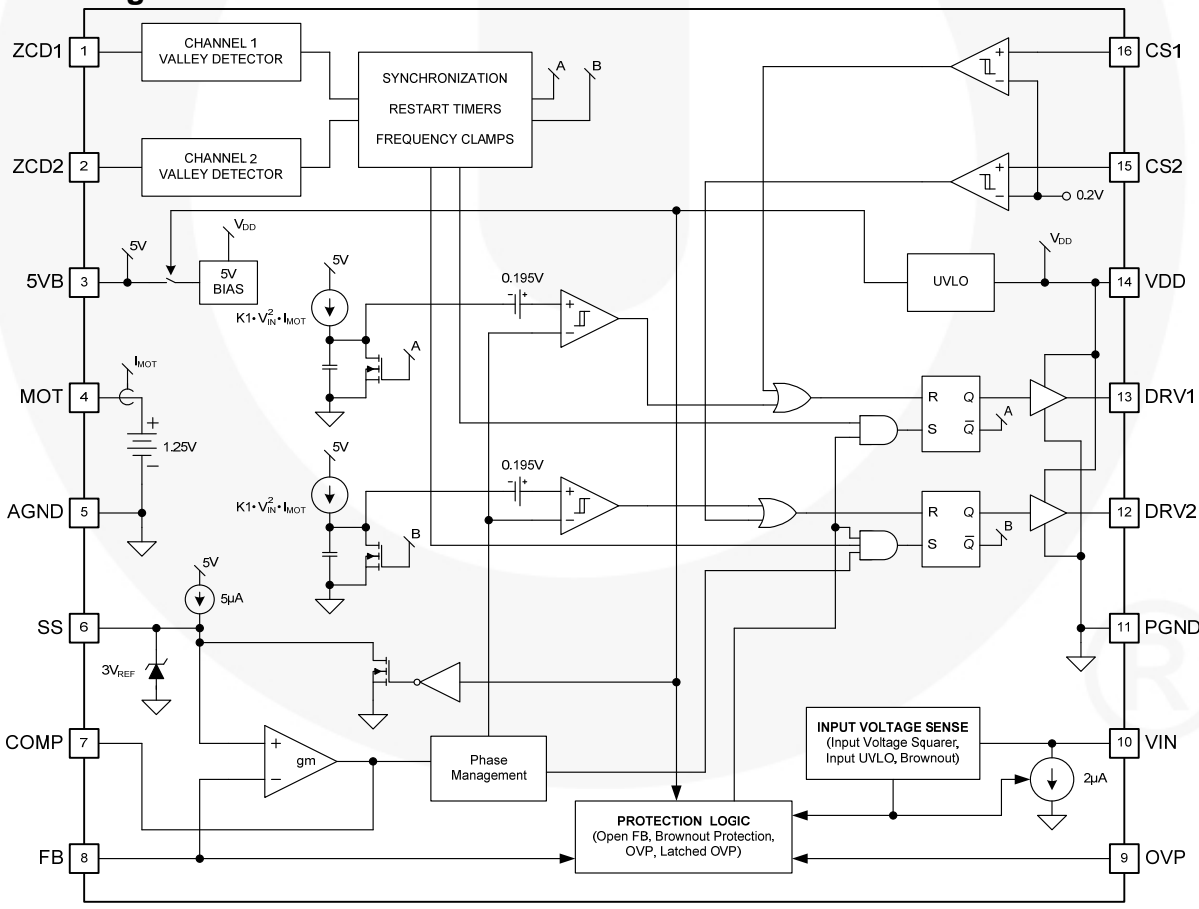 ZCD1
1
CHANNEL 1
VALLEY DETECTOR
SYNCHRONIZATION
RESTART TIMERS
FREQUENCY CLAMPS
A
B
16
CS1
ZCD2
2
CHANNEL 2
VALLEY DETECTOR
15
CS2
0.2V
5VB
3
5V
VDD
5V
BIAS
5V
K1•V²IN•IMOT
0.195V
A
UVLO
VDD
14
VDD
MOT
4
IMOT
1.25V
R
Q
S
Q̅
A
13
DRV1
AGND
5
5V
K1•V²IN•IMOT
0.195V
B
R
Q
S
Q̅
B
12
DRV2
SS
6
5V
5µA
3VREF
11
PGND
R
COMP
7
gm
Phase
Management
INPUT VOLTAGE SENSE
(Input Voltage Squarer,
Input UVLO, Brownout)
10
VIN
2µA
FB
8
PROTECTION LOGIC
(Open FB, Brownout Protection,
OVP, Latched OVP)
9
OVP